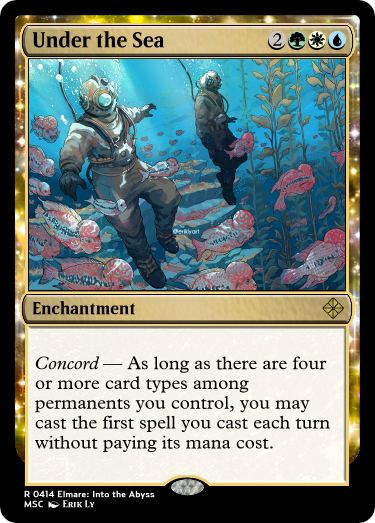 Under the Sea
2
@eriklyart
Enchantment
Concord — As long as there are four
or more card types among
permanents you control, you may
cast the first spell you cast each turn
without paying its mana cost.
R 0414 Elmare: Into the Abyss
MSC Erik Ly